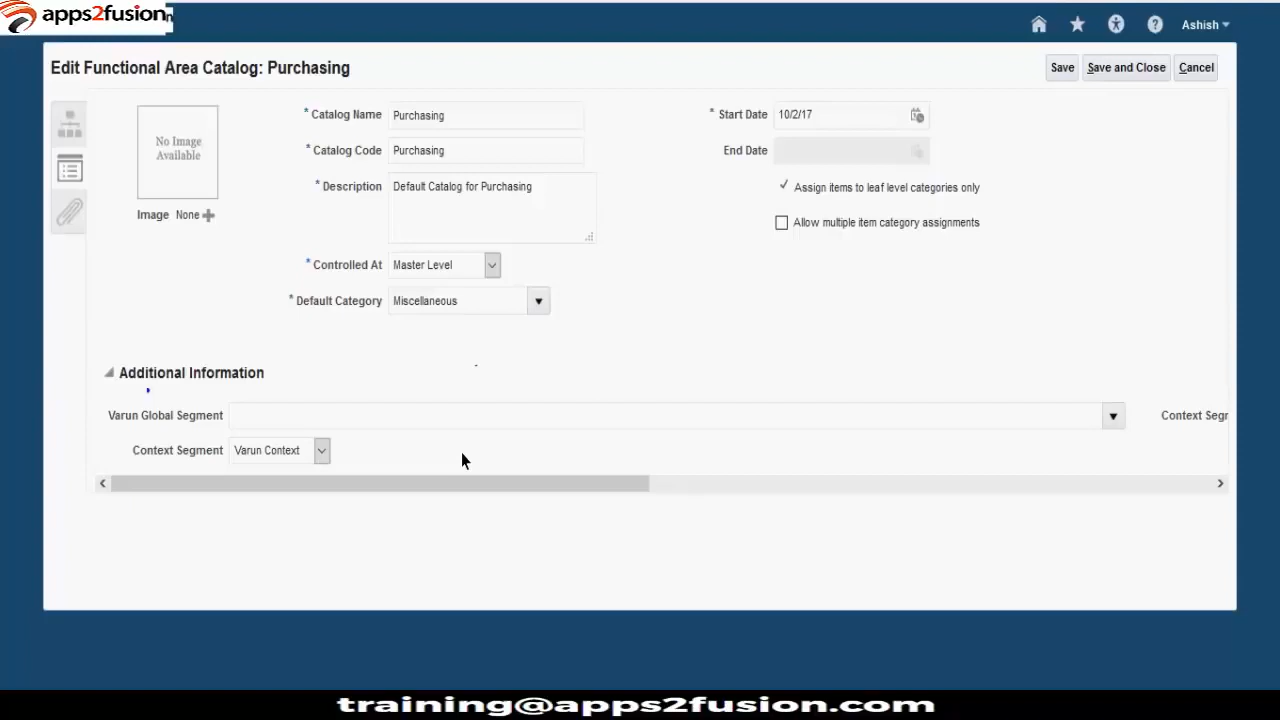 apps2fusion
Ashish
Edit Functional Area Catalog: Purchasing
Save
Save and Close
Cancel
No Image
Available
Image None
* Catalog Name Purchasing
* Catalog Code Purchasing
* Description Default Catalog for Purchasing
* Controlled At Master Level
* Default Category Miscellaneous
* Start Date 10/2/17
End Date
Assign items to leaf level categories only
Allow multiple item category assignments
Additional Information
Varun Global Segment
Context Segr
Context Segment Varun Context
training@apps2fusion.com